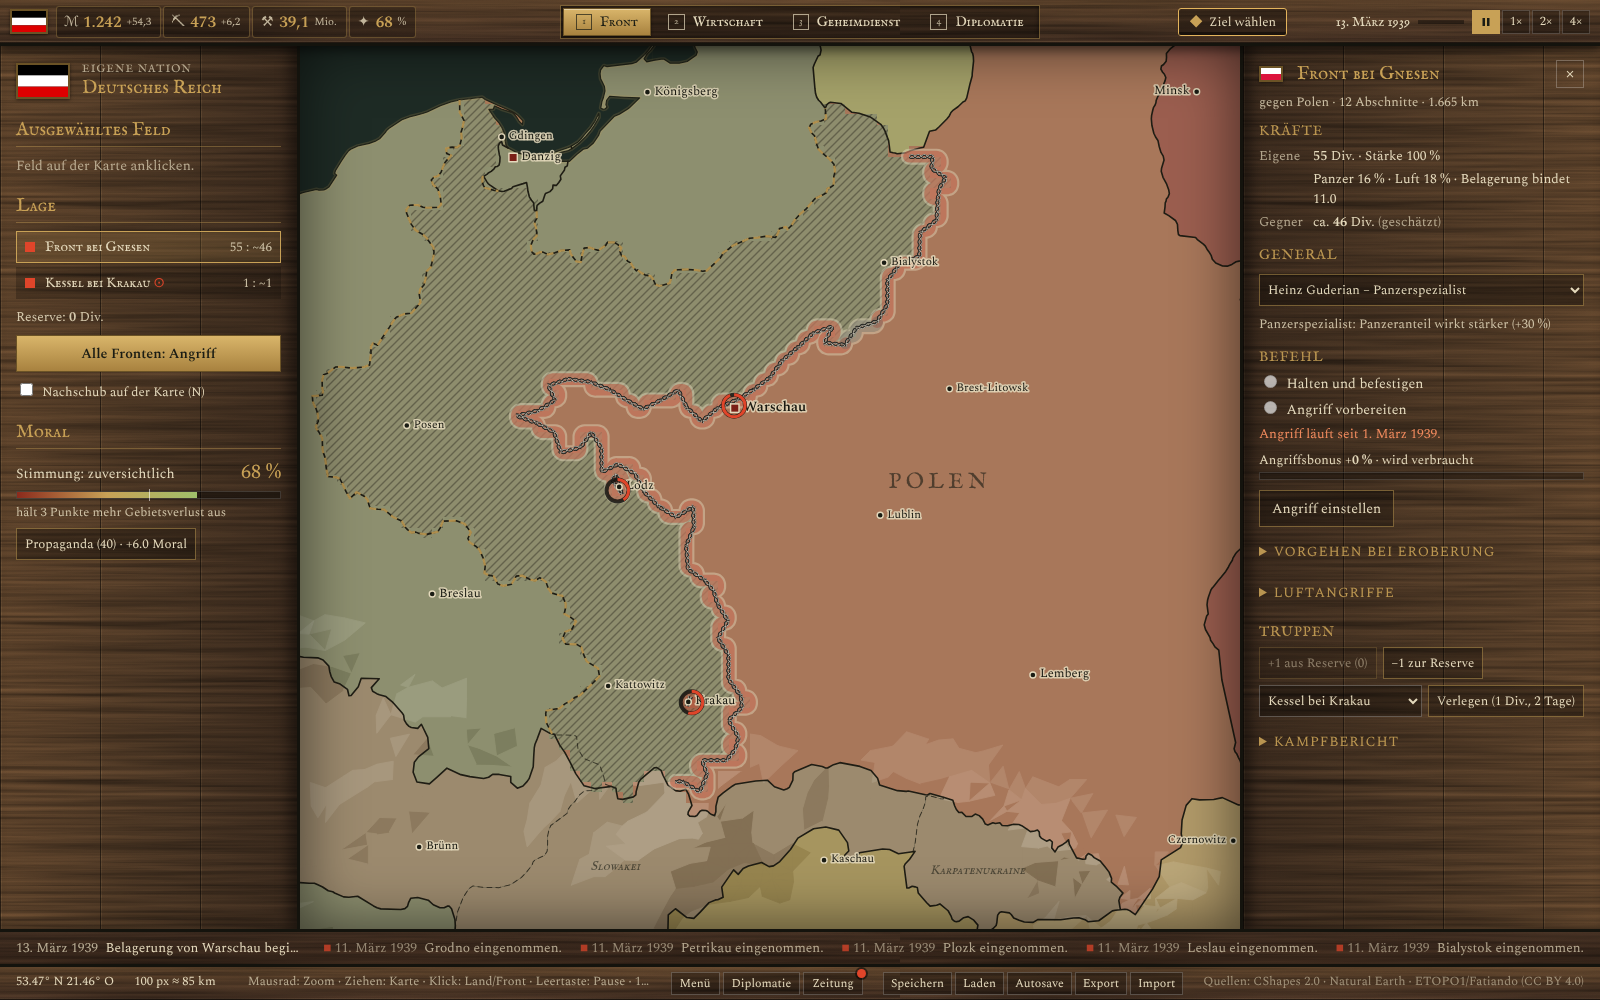 ℳ 1.242 +54,3 473 +6,2 39,1 Mio. 68 %
1 Front 2 Wirtschaft 3 Geheimdienst 4 Diplomatie
Ziel wählen
13. März 1939 1× 2× 4×
Eigene Nation
Deutsches Reich
Ausgewähltes Feld
Feld auf der Karte anklicken.
Lage
Front bei Gnesen 55 : ~46
Kessel bei Krakau 1 : ~1
Reserve: 0 Div.
Alle Fronten: Angriff
Nachschub auf der Karte (N)
Moral
Stimmung: zuversichtlich 68 %
hält 3 Punkte mehr Gebietsverlust aus
Propaganda (40) · +6.0 Moral
Königsberg
Minsk
Gdingen
Danzig
Bialystok
Brest-Litowsk
Warschau
Posen
POLEN
Lodz
Lublin
Breslau
Lemberg
Kattowitz
Krakau
Czernowitz
Brünn
Slowakei
Kaschau
Karpatenukraine
Front bei Gnesen ×
gegen Polen · 12 Abschnitte · 1.665 km
KRÄFTE
Eigene 55 Div. · Stärke 100 %
Panzer 16 % · Luft 18 % · Belagerung bindet
11.0
Gegner ca. 46 Div. (geschätzt)
GENERAL
Heinz Guderian – Panzerspezialist
Panzerspezialist: Panzeranteil wirkt stärker (+30 %)
BEFEHL
Halten und befestigen
Angriff vorbereiten
Angriff läuft seit 1. März 1939.
Angriffsbonus +0 % · wird verbraucht
Angriff einstellen
VORGEHEN BEI EROBERUNG
LUFTANGRIFFE
TRUPPEN
+1 aus Reserve (0) −1 zur Reserve
Kessel bei Krakau Verlegen (1 Div., 2 Tage)
KAMPFBERICHT
13. März 1939 Belagerung von Warschau begi… 11. März 1939 Grodno eingenommen. 11. März 1939 Petrikau eingenommen. 11. März 1939 Plozk eingenommen. 11. März 1939 Leslau eingenommen. 11. März 1939 Bialystok eingenommen.
53.47° N 21.46° O 100 px ≈ 85 km Mausrad: Zoom · Ziehen: Karte · Klick: Land/Front · Leertaste: Pause · 1… Menü Diplomatie Zeitung Speichern Laden Autosave Export Import Quellen: CShapes 2.0 · Natural Earth · ETOPO1/Fatiando (CC BY 4.0)